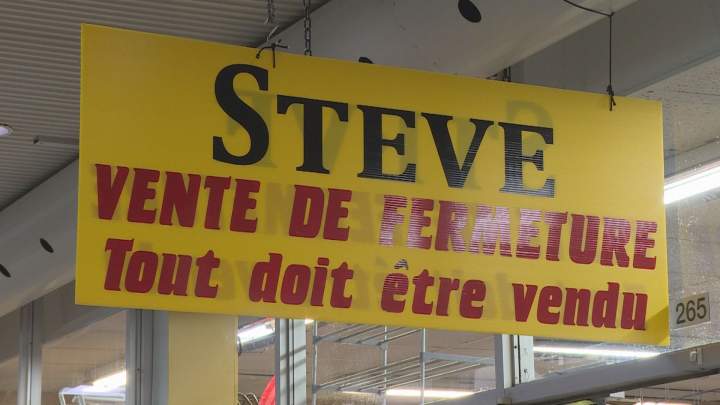 STEVE
VENTE DE FERMETURE
Tout doit être vendu
265